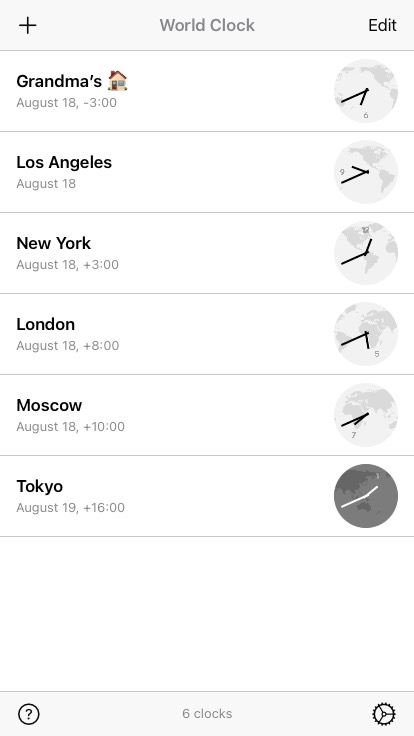 World Clock
Edit
Grandma's 🏠
August 18, -3:00
6
Los Angeles
August 18
9
New York
August 18, +3:00
12
London
August 18, +8:00
5
Moscow
August 18, +10:00
7
Tokyo
August 19, +16:00
1
?
6 clocks